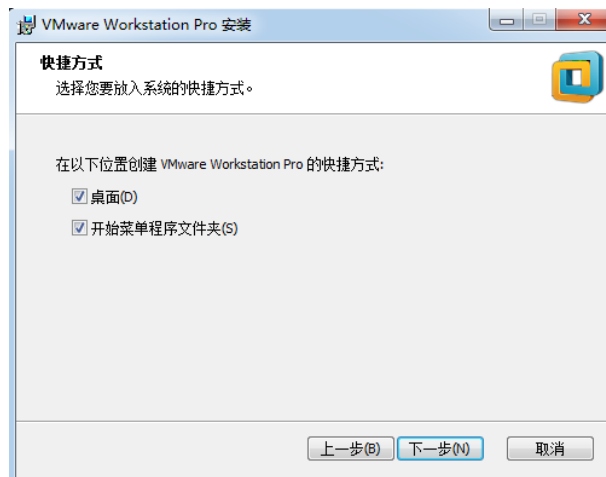 VMware Workstation Pro 安装
快捷方式
选择您要放入系统的快捷方式。
在以下位置创建 VMware Workstation Pro 的快捷方式:
桌面(D)
开始菜单程序文件夹(S)
上一步(B) 下一步(N) 取消